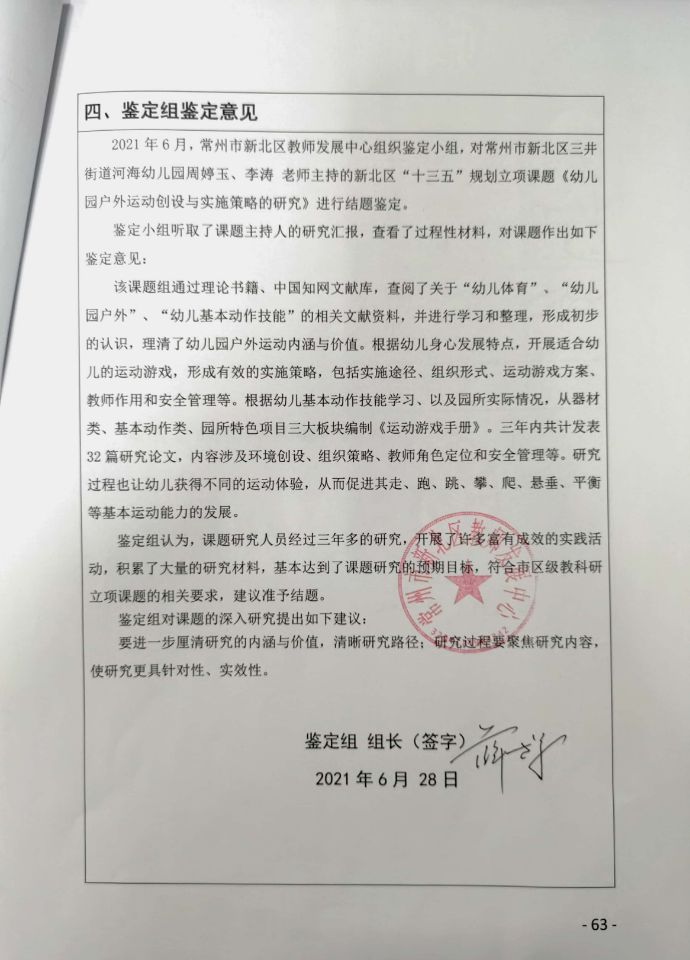 四、鉴定组鉴定意见
2021 年 6 月，常州市新北区教师发展中心组织鉴定小组，对常州市新北区三井
街道河海幼儿园周婷玉、李涛 老师主持的新北区“十三五”规划立项课题《幼儿
园户外运动创设与实施策略的研究》进行结题鉴定。
鉴定小组听取了课题主持人的研究汇报，查看了过程性材料，对课题作出如下
鉴定意见：
该课题组通过理论书籍、中国知网文献库，查阅了关于“幼儿体育”、“幼儿
园户外”、“幼儿基本动作技能”的相关文献资料，并进行学习和整理，形成初步
的认识，理清了幼儿园户外运动内涵与价值。根据幼儿身心发展特点，开展适合幼
儿的运动游戏，形成有效的实施策略，包括实施途径、组织形式、运动游戏方案、
教师作用和安全管理等。根据幼儿基本动作技能学习、以及园所实际情况，从器材
类、基本动作类、园所特色项目三大板块编制《运动游戏手册》。三年内共计发表
32 篇研究论文，内容涉及环境创设、组织策略、教师角色定位和安全管理等。研究
过程也让幼儿获得不同的运动体验，从而促进其走、跑、跳、攀、爬、悬垂、平衡
等基本运动能力的发展。
鉴定组认为，课题研究人员经过三年多的研究，开展了许多富有成效的实践活
动，积累了大量的研究材料，基本达到了课题研究的预期目标，符合市区级教科研
立项课题的相关要求，建议准予结题。
鉴定组对课题的深入研究提出如下建议：
要进一步厘清研究的内涵与价值，清晰研究路径；研究过程要聚焦研究内容，
使研究更具针对性、实效性。
常州市新北区教师发展中心
鉴定组 组长（签字）
2021 年 6 月 28 日
- 63 -